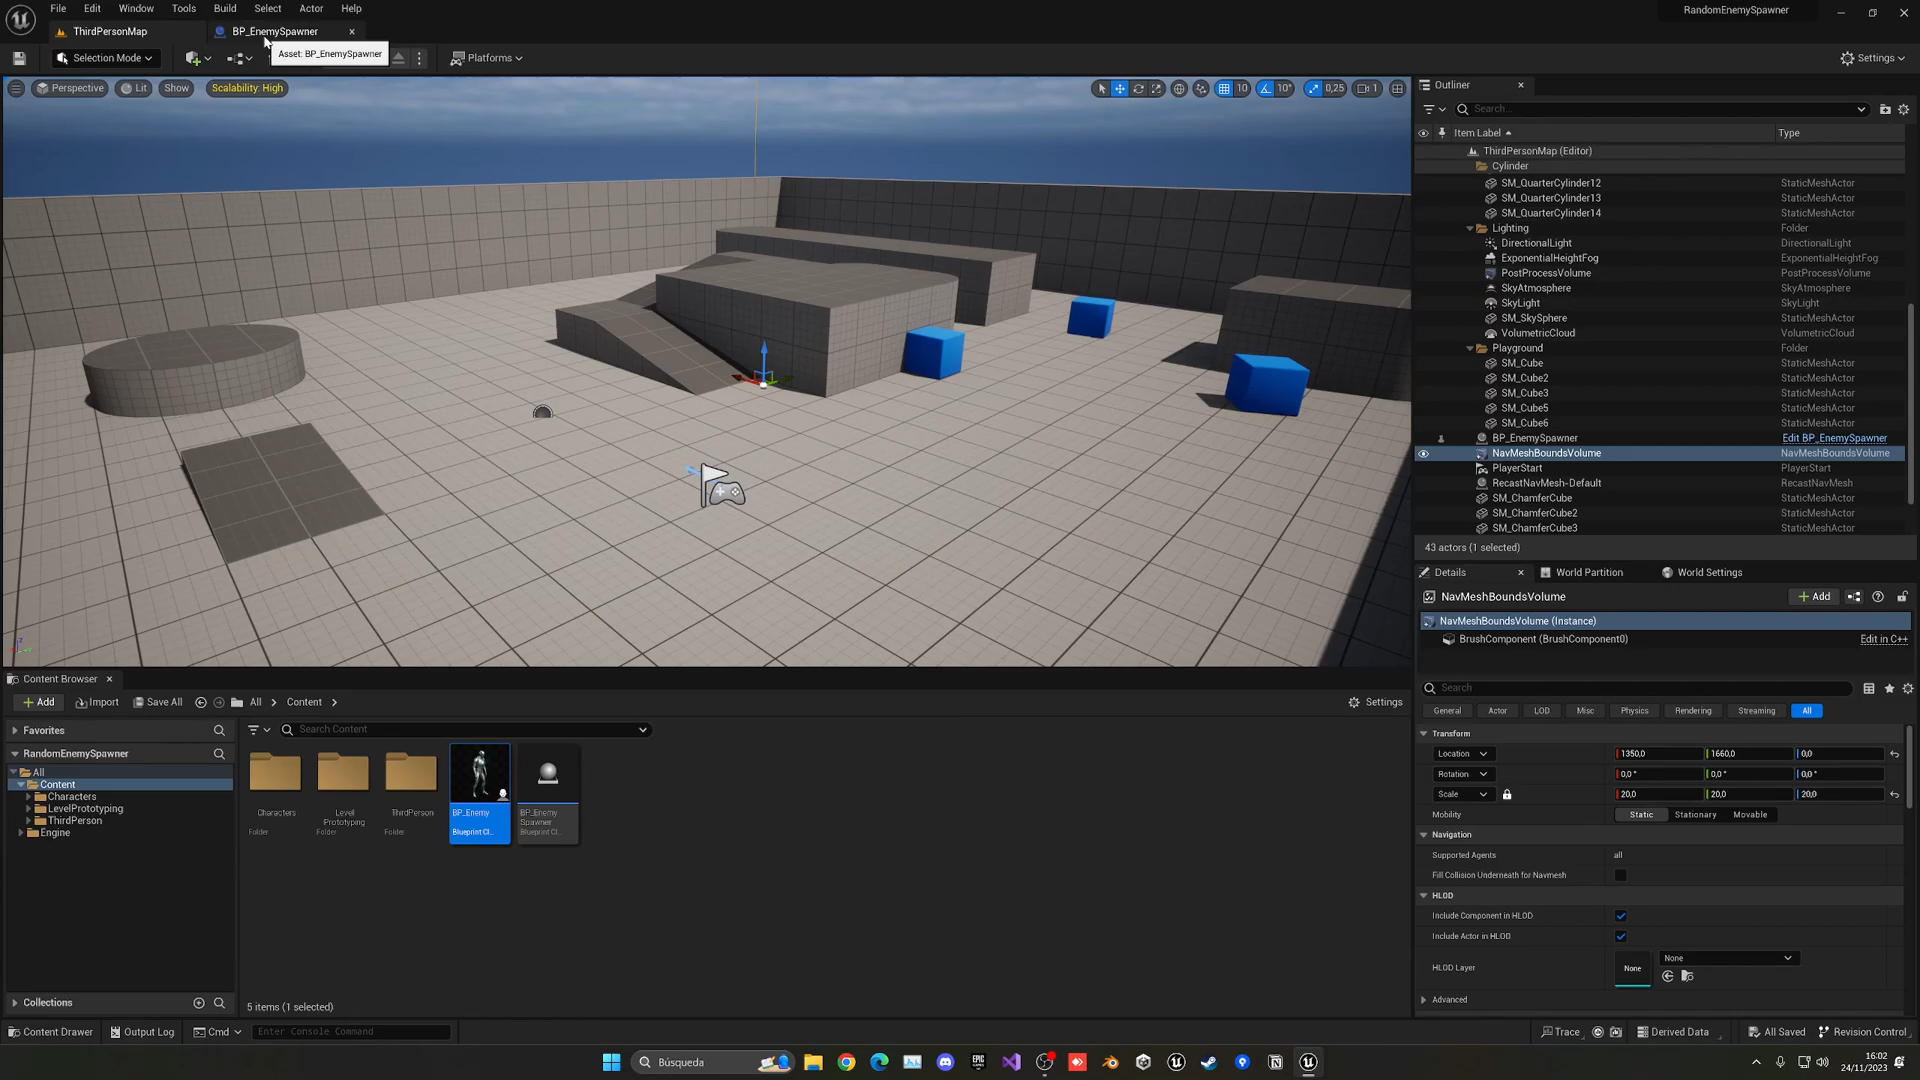 File Edit Window Tools Build Select Actor Help
RandomEnemySpawner
ThirdPersonMap
BP_EnemySpawner
Asset: BP_EnemySpawner
Selection Mode
Platforms
Settings
Perspective Lit Show Scalability: High
10 10° 0,25 1
Outliner
Search...
Item Label Type
ThirdPersonMap (Editor)
Cylinder
SM_QuarterCylinder12 StaticMeshActor
SM_QuarterCylinder13 StaticMeshActor
SM_QuarterCylinder14 StaticMeshActor
Lighting Folder
DirectionalLight DirectionalLight
ExponentialHeightFog ExponentialHeightFog
PostProcessVolume PostProcessVolume
SkyAtmosphere SkyAtmosphere
SkyLight SkyLight
SM_SkySphere StaticMeshActor
VolumetricCloud VolumetricCloud
Playground Folder
SM_Cube StaticMeshActor
SM_Cube2 StaticMeshActor
SM_Cube3 StaticMeshActor
SM_Cube5 StaticMeshActor
SM_Cube6 StaticMeshActor
BP_EnemySpawner Edit BP_EnemySpawner
NavMeshBoundsVolume NavMeshBoundsVolume
PlayerStart PlayerStart
RecastNavMesh-Default RecastNavMesh
SM_ChamferCube StaticMeshActor
SM_ChamferCube2 StaticMeshActor
SM_ChamferCube3 StaticMeshActor
43 actors (1 selected)
Details World Partition World Settings
NavMeshBoundsVolume
Add
NavMeshBoundsVolume (Instance)
BrushComponent (BrushComponent0) Edit in C++
Search
General Actor LOD Misc Physics Rendering Streaming All
Transform
Location 1350,0 1660,0 0,0
Rotation 0,0° 0,0° 0,0°
Scale 20,0 20,0 20,0
Mobility Static Stationary Movable
Navigation
Supported Agents all
Fill Collision Underneath for Navmesh
HLOD
Include Component in HLOD
Include Actor in HLOD
HLOD Layer None None
Advanced
Content Browser
Add Import Save All All Content Settings
Favorites
Search Content
RandomEnemySpawner
All
Content
Characters
LevelPrototyping
ThirdPerson
Engine
Characters
Folder
Level Prototyping
Folder
ThirdPerson
Folder
BP_Enemy
Blueprint Cl...
BP_Enemy Spawner
Blueprint Cl...
Collections
5 items (1 selected)
Content Drawer Output Log Cmd Enter Console Command
Trace Derived Data All Saved Revision Control
Búsqueda
16:02
24/11/2023